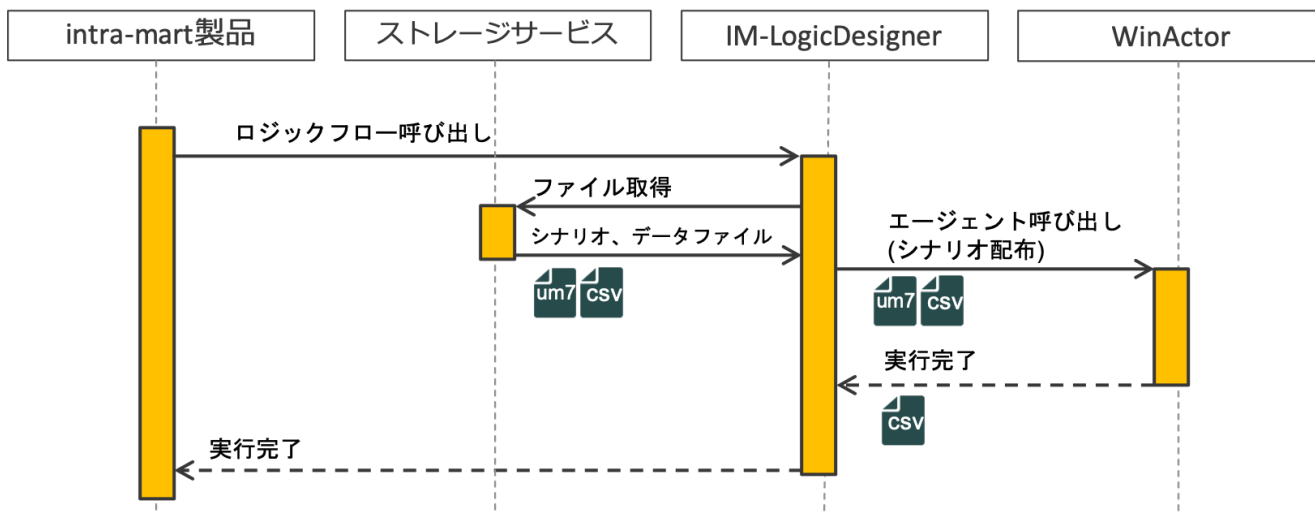 intra-mart製品
ストレージサービス
IM-LogicDesigner
WinActor
ロジックフロー呼び出し
ファイル取得
シナリオ、データファイル
um7
csv
エージェント呼び出し
(シナリオ配布)
um7
csv
実行完了
csv
実行完了